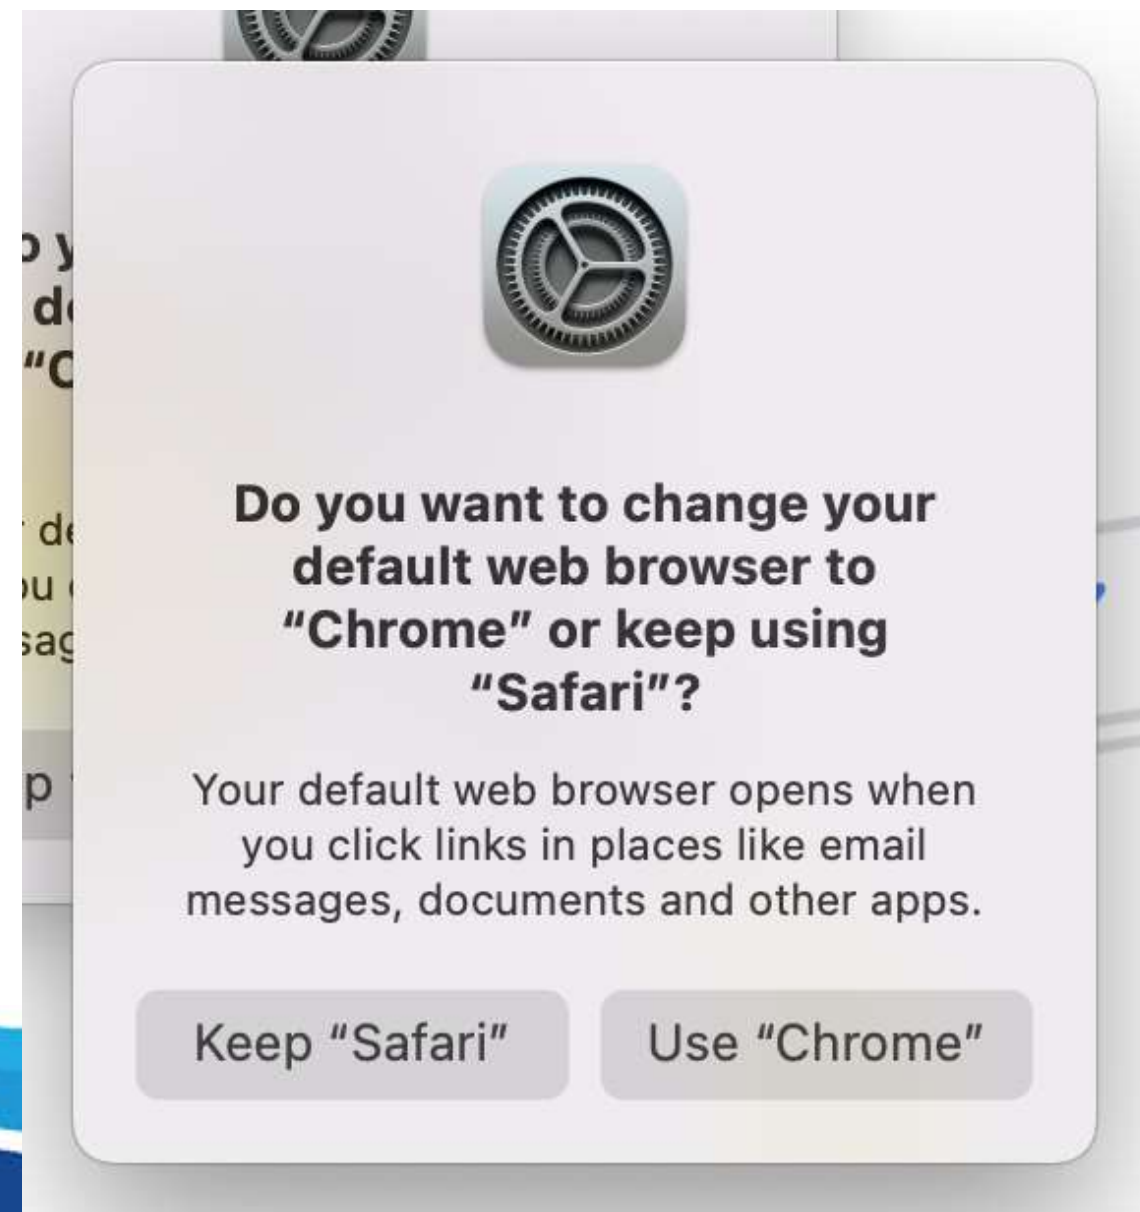 Do you want to change your
default web browser to
“Chrome” or keep using
“Safari”?
Your default web browser opens when
you click links in places like email
messages, documents and other apps.
Keep “Safari”
Use “Chrome”